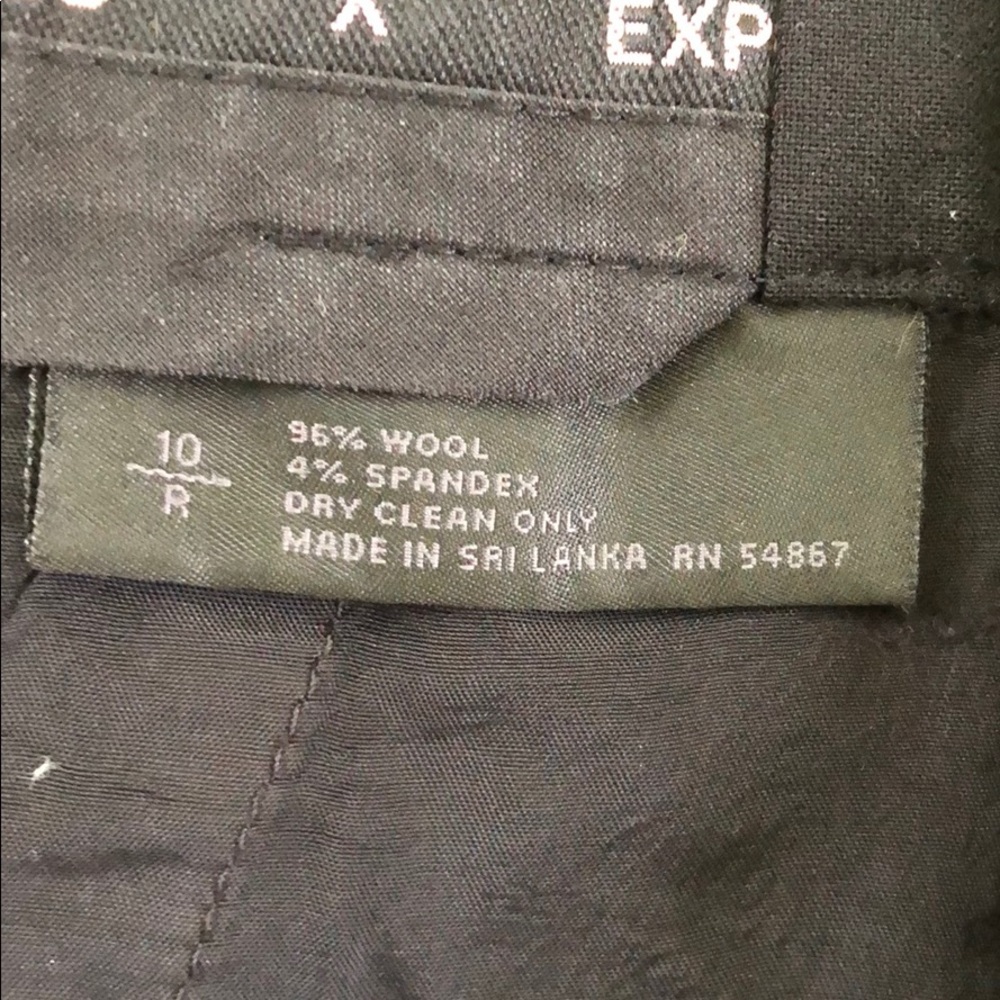 X EXP
10
R
96% WOOL
4% SPANDEX
DRY CLEAN ONLY
MADE IN SRI LANKA RN 54867